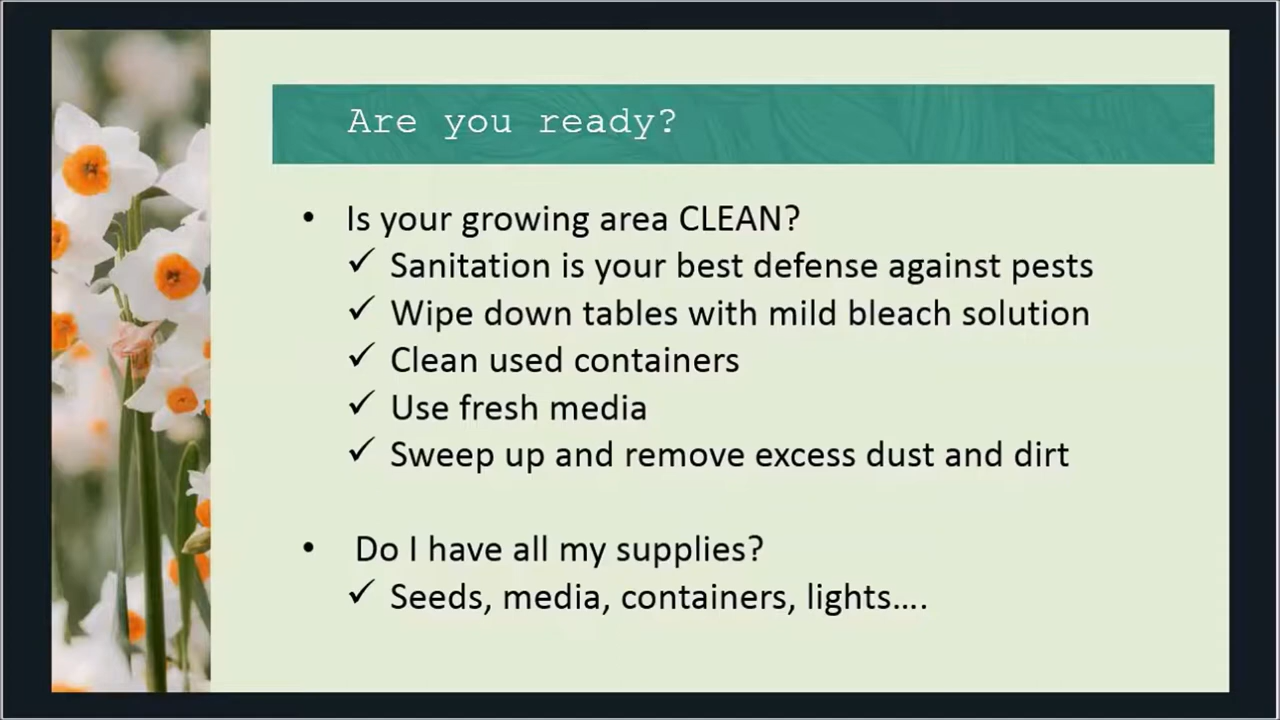 Are you ready?
• Is your growing area CLEAN?
✓ Sanitation is your best defense against pests
✓ Wipe down tables with mild bleach solution
✓ Clean used containers
✓ Use fresh media
✓ Sweep up and remove excess dust and dirt
• Do I have all my supplies?
✓ Seeds, media, containers, lights....